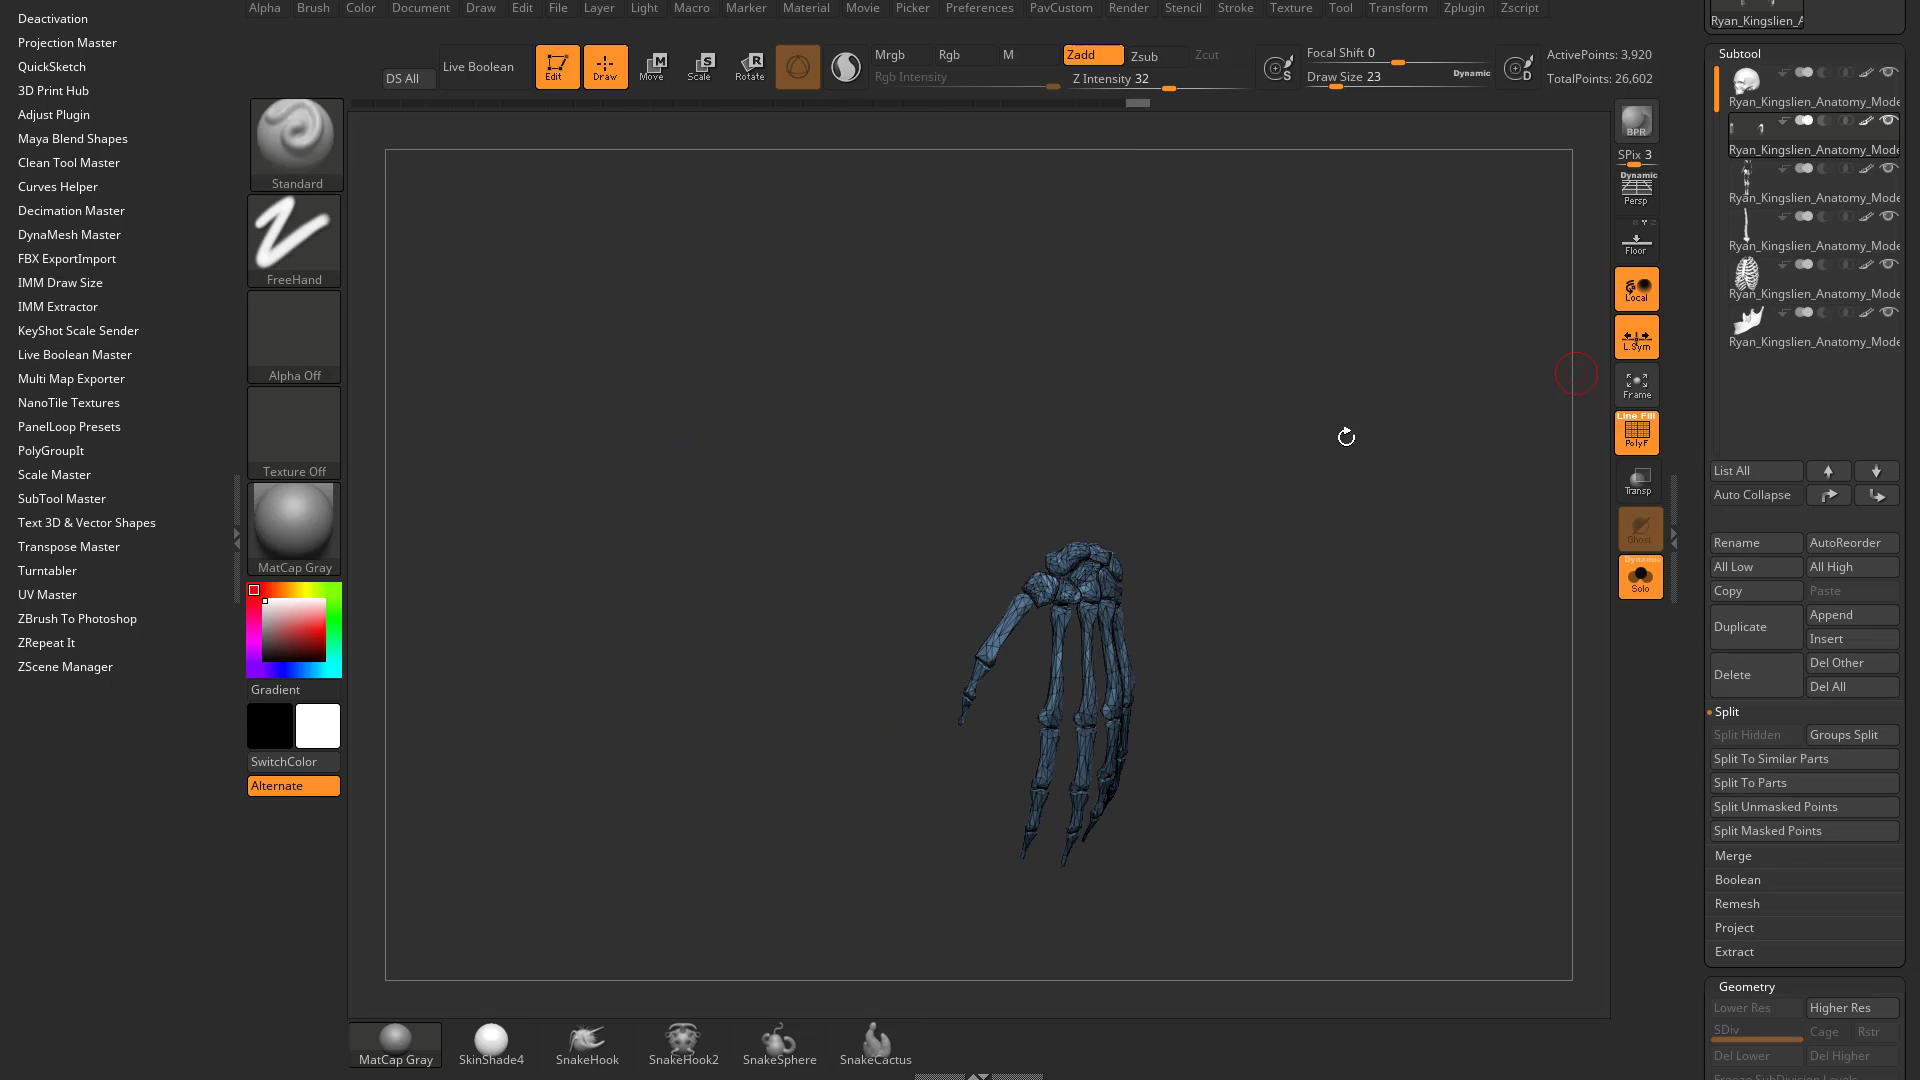 Alpha Brush Color Document Draw Edit File Layer Light Macro Marker Material Movie Picker Preferences PavCustom Render Stencil Stroke Texture Tool Transform Zplugin Zscript
Deactivation
Projection Master
QuickSketch
3D Print Hub
Adjust Plugin
Maya Blend Shapes
Clean Tool Master
Curves Helper
Decimation Master
DynaMesh Master
FBX ExportImport
IMM Draw Size
IMM Extractor
KeyShot Scale Sender
Live Boolean Master
Multi Map Exporter
NanoTile Textures
PanelLoop Presets
PolyGroupIt
Scale Master
SubTool Master
Text 3D & Vector Shapes
Transpose Master
Turntabler
UV Master
ZBrush To Photoshop
ZRepeat It
ZScene Manager
DS All
Live Boolean
Edit
Draw
Move
Scale
Rotate
Mrgb Rgb M
Rgb Intensity
Zadd Zsub Zcut
Z Intensity 32
S
Focal Shift 0
Draw Size 23
Dynamic
D
ActivePoints: 3,920
TotalPoints: 26,602
Standard
FreeHand
Alpha Off
Texture Off
MatCap Gray
Gradient
SwitchColor
Alternate
BPR
SPix 3
Dynamic
Persp
Floor
Local
L.Sym
Frame
Line Fill
PolyF
Transp
Ghost
Dynamic
Solo
MatCap Gray
SkinShade4
SnakeHook
SnakeHook2
SnakeSphere
SnakeCactus
Ryan_Kingslien_A
Subtool
Ryan_Kingslien_Anatomy_Mode
Ryan_Kingslien_Anatomy_Mode
Ryan_Kingslien_Anatomy_Mode
Ryan_Kingslien_Anatomy_Mode
Ryan_Kingslien_Anatomy_Mode
Ryan_Kingslien_Anatomy_Mode
List All
Auto Collapse
Rename AutoReorder
All Low All High
Copy Paste
Duplicate
Append
Insert
Delete
Del Other
Del All
Split
Split Hidden Groups Split
Split To Similar Parts
Split To Parts
Split Unmasked Points
Split Masked Points
Merge
Boolean
Remesh
Project
Extract
Geometry
Lower Res Higher Res
SDiv Cage Rstr
Del Lower Del Higher
Freeze SubDivision Levels